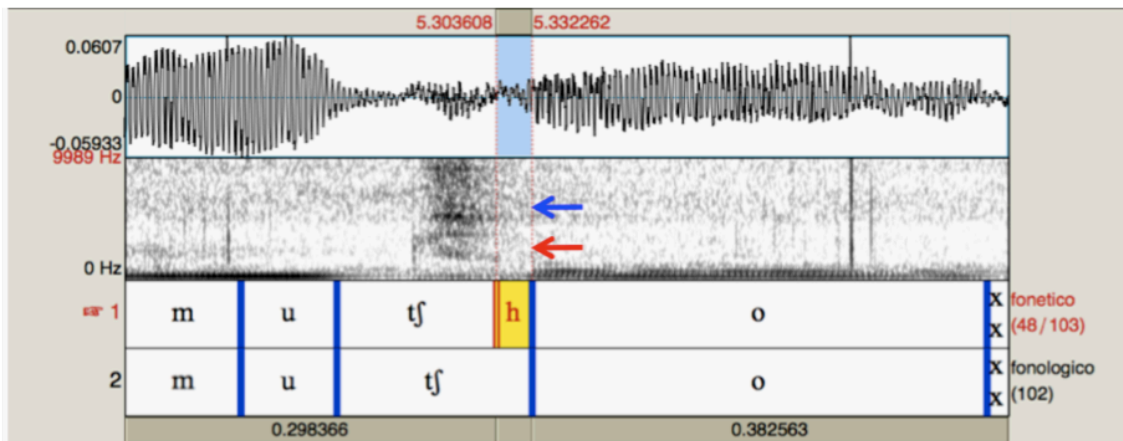 5.303608 5.332262
0.0607
0
-0.05933
9989 Hz
0 Hz
1 m u tʃ h o x x fonetico (48/103)
2 m u tʃ o x x fonologico (102)
0.298366 0.382563